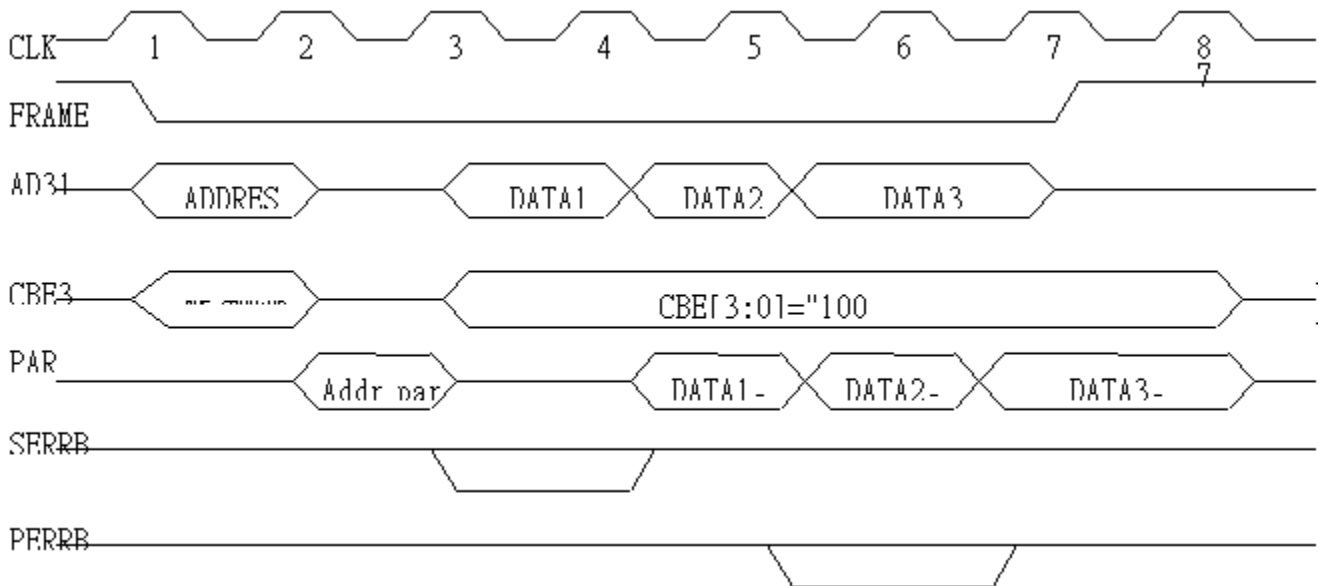 CLK 1 2 3 4 5 6 7 8
7
FRAME
AD31 ADDRES DATA1 DATA2 DATA3
CBE3 CBE[3:0]="100
PAR Addr par DATA1- DATA2- DATA3-
SERRB
PERRB